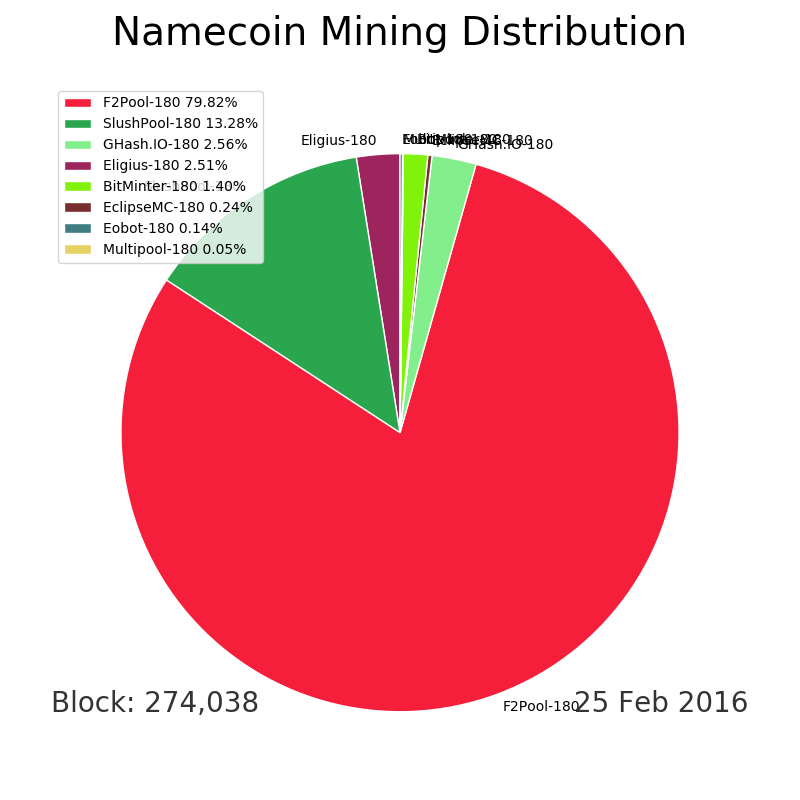 Namecoin Mining Distribution
F2Pool-180 79.82%
SlushPool-180 13.28%
GHash.IO-180 2.56%
Eligius-180 2.51%
BitMinter-180 1.40%
EclipseMC-180 0.24%
Eobot-180 0.14%
Multipool-180 0.05%
Eligius-180
GHash.IO-180
F2Pool-180
Block: 274,038
25 Feb 2016